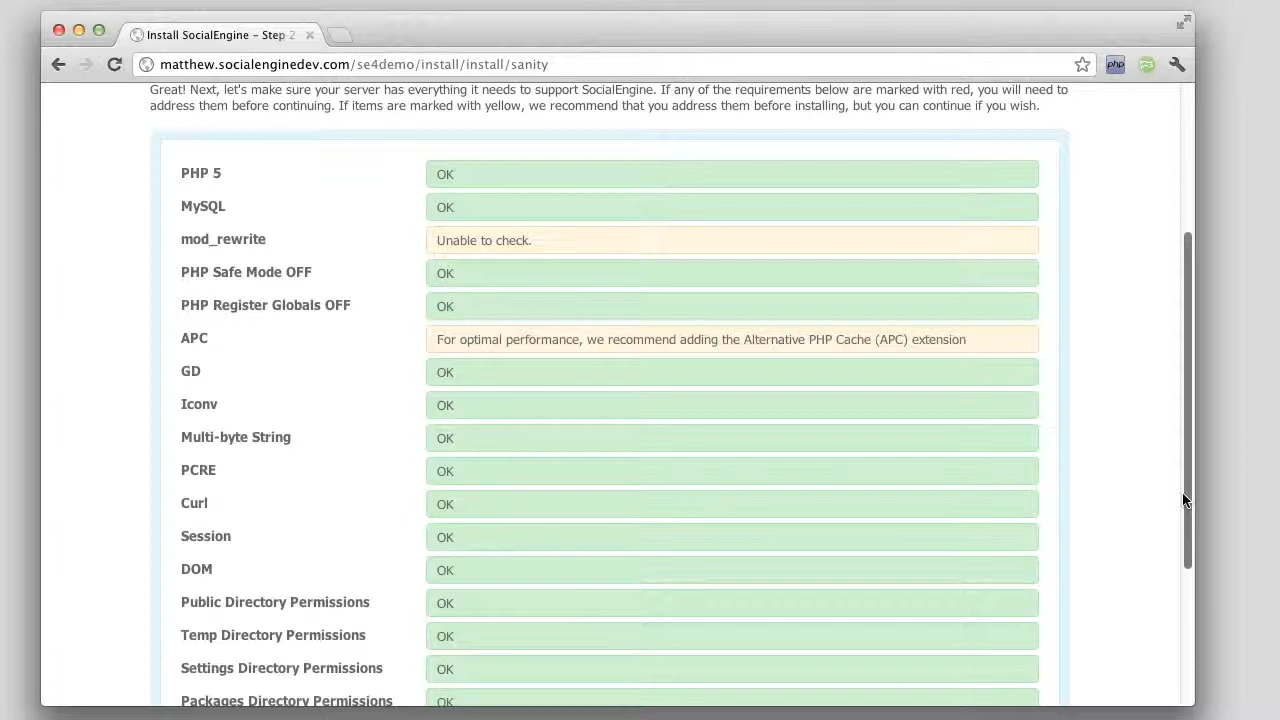 Install SocialEngine – Step 2
matthew.socialenginedev.com/se4demo/install/install/sanity
php
Great! Next, let's make sure your server has everything it needs to support SocialEngine. If any of the requirements below are marked with red, you will need to
address them before continuing. If items are marked with yellow, we recommend that you address them before installing, but you can continue if you wish.
PHP 5 OK
MySQL OK
mod_rewrite Unable to check.
PHP Safe Mode OFF OK
PHP Register Globals OFF OK
APC For optimal performance, we recommend adding the Alternative PHP Cache (APC) extension
GD OK
Iconv OK
Multi-byte String OK
PCRE OK
Curl OK
Session OK
DOM OK
Public Directory Permissions OK
Temp Directory Permissions OK
Settings Directory Permissions OK
Packages Directory Permissions OK